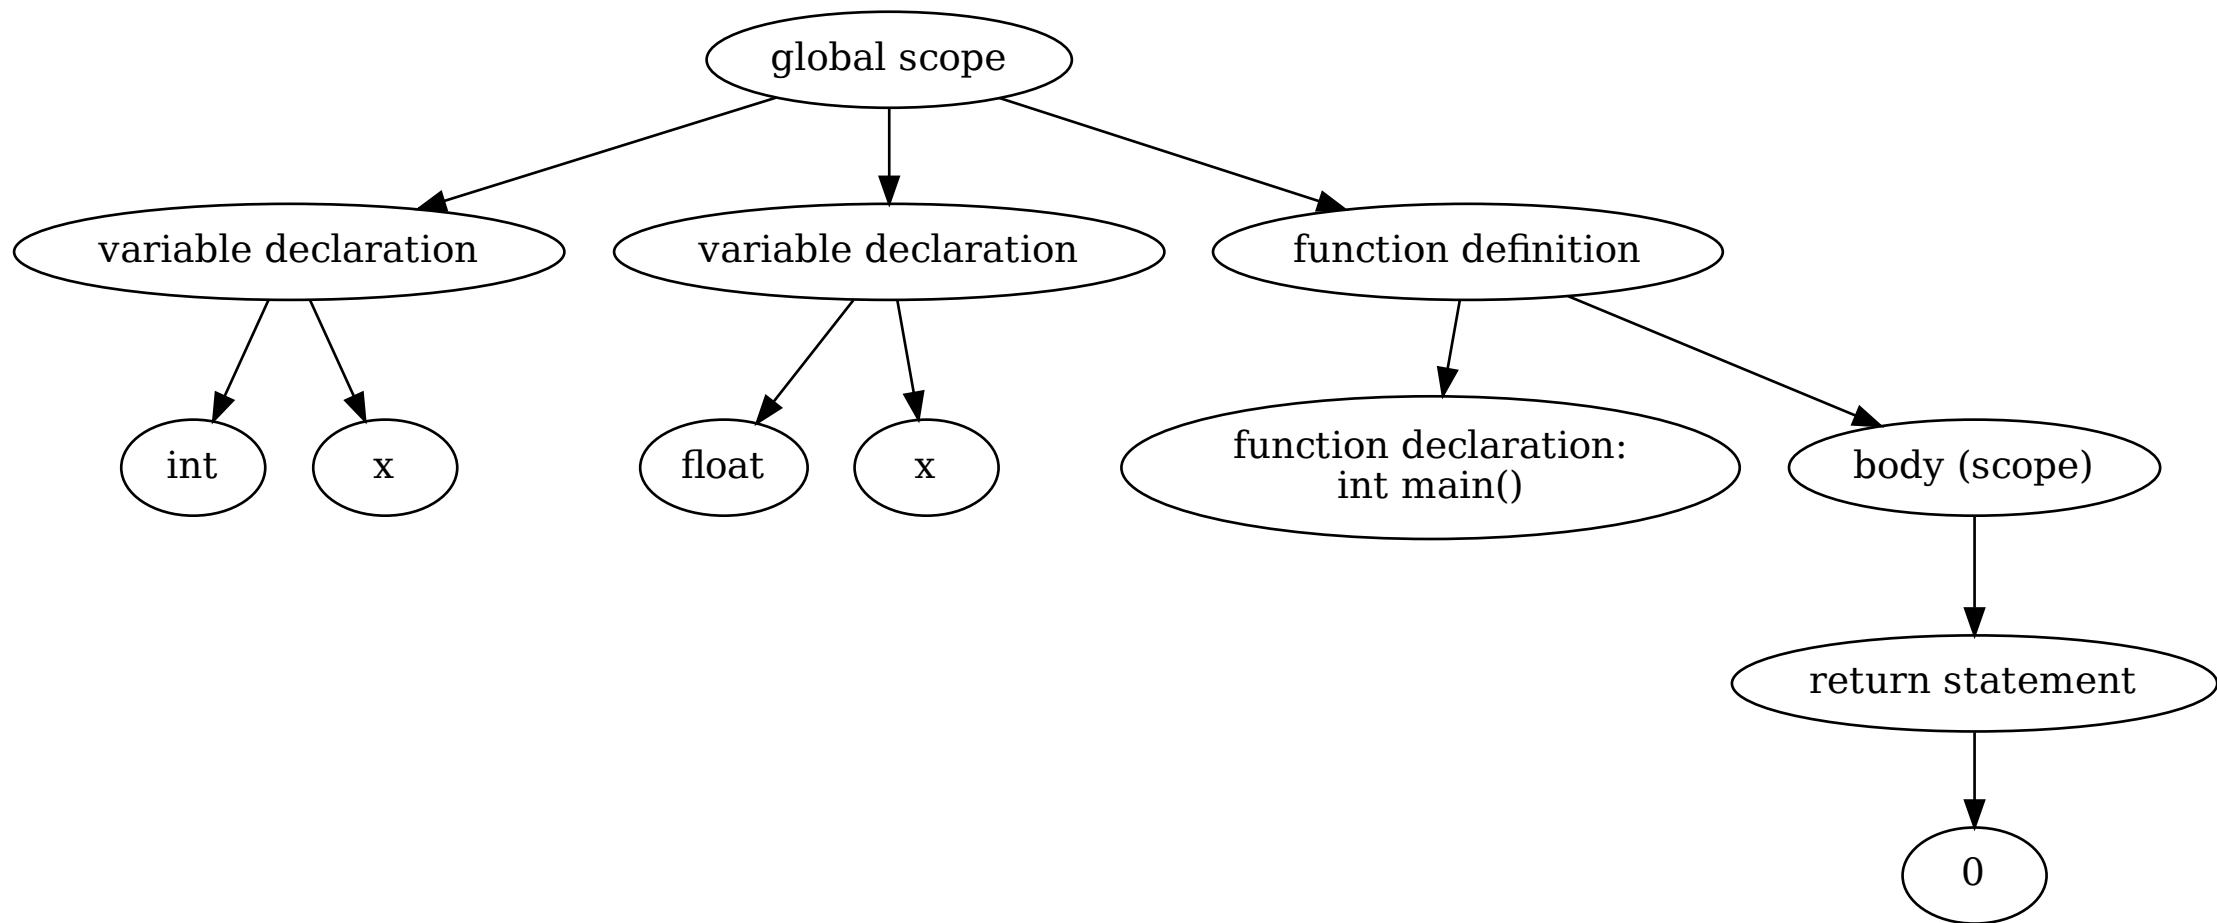 global scope
variable declaration
variable declaration
function definition
int
x
float
x
function declaration:
int main()
body (scope)
return statement
0